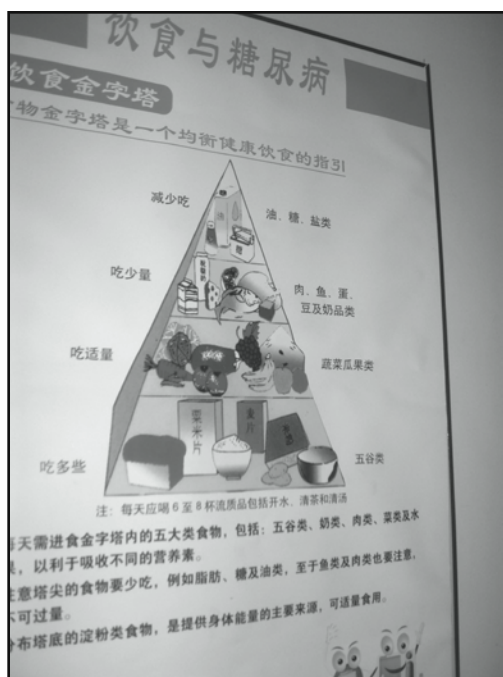 饮食与糖尿病
饮食金字塔
物金字塔是一个均衡健康饮食的指引
减少吃
油、糖、盐类
吃少量
肉、鱼、蛋、
豆及奶品类
吃适量
蔬菜瓜果类
吃多些
粟米片
麦片
五谷类
注：每天应喝6至8杯流质品包括开水、清茶和清汤
每天需进食金字塔内的五大类食物，包括：五谷类、奶类、肉类、菜类及水
，以利于吸收不同的营养素。
注意塔尖的食物要少吃，例如脂肪、糖及油类，至于鱼类及肉类也要注意，
不可过量。
分布塔底的淀粉类食物，是提供身体能量的主要来源，可适量食用。